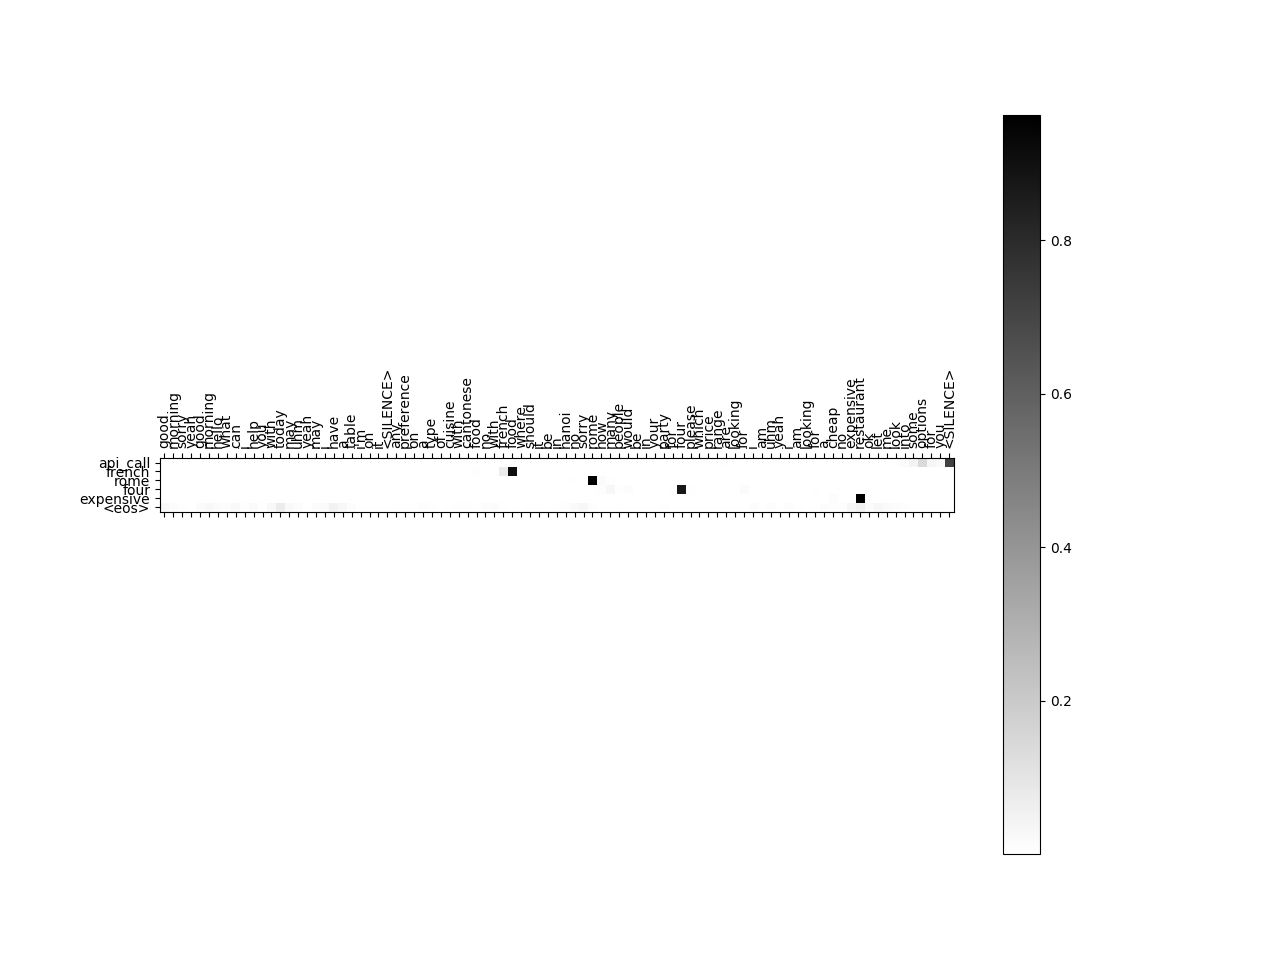 good
morning
sorry
yeah
good
morning
hello
what
can
i
help
you
with
today
may
uhm
yeah
may
i
have
a
table
i'm
on
it
<SILENCE>
any
preference
on
a
type
of
cuisine
with
cantonese
food
no
with
french
food
where
should
it
be
in
hanoi
no
sorry
rome
how
many
people
would
be
in
your
party
for
four
please
which
price
range
are
looking
for
i
am
uhm
yeah
i
am
looking
for
a
cheap
no
expensive
restaurant
ok
let
me
look
into
some
options
for
you
<SILENCE>
api_call
french
rome
four
expensive
<eos>
0.8
0.6
0.4
0.2